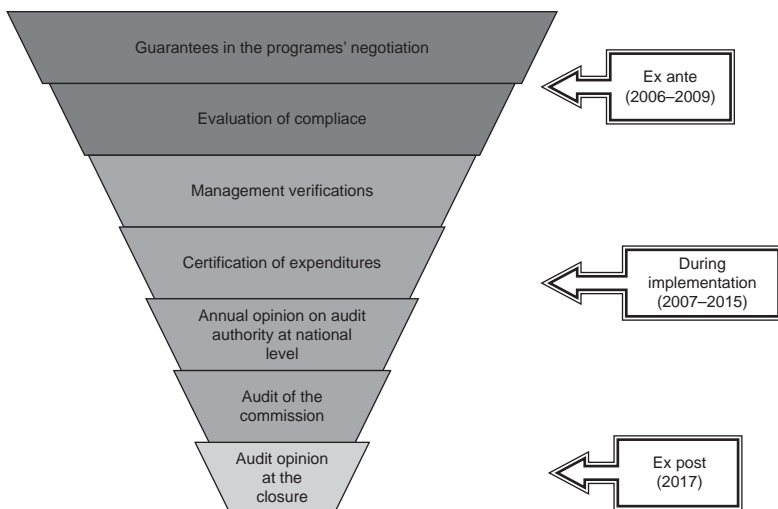 Guarantees in the programes’ negotiation
Evaluation of compliace
Management verifications
Certification of expenditures
Annual opinion on audit
authority at national
level
Audit of the
commission
Audit opinion
at the
closure
Ex ante
(2006–2009)
During
implementation
(2007–2015)
Ex post
(2017)